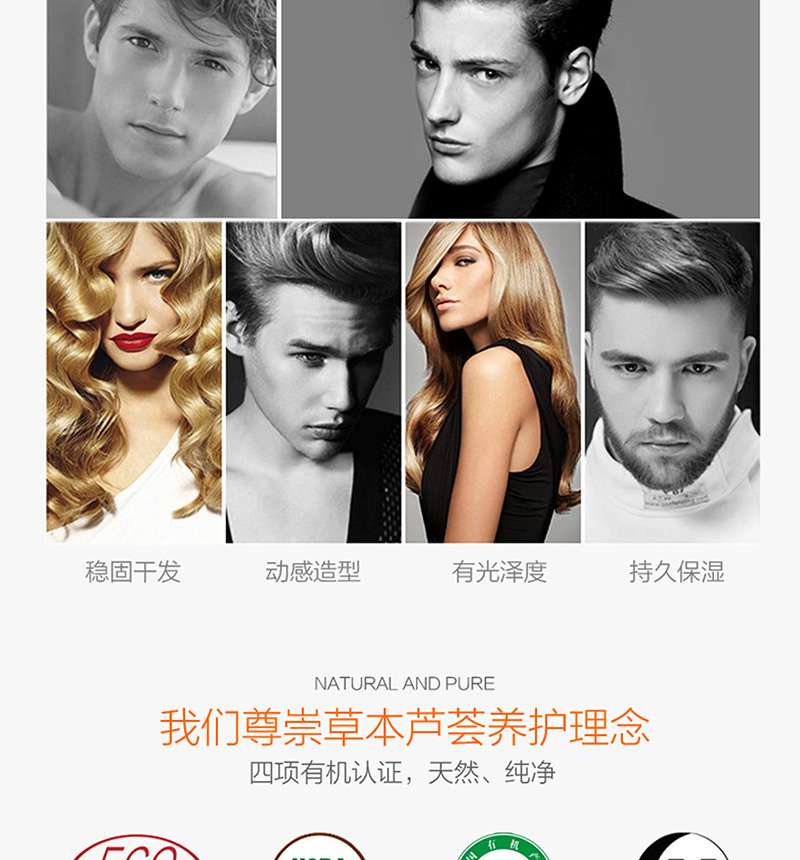 稳固干发
动感造型
有光泽度
持久保湿
NATURAL AND PURE
我们尊崇草本芦荟养护理念
四项有机认证，天然、纯净